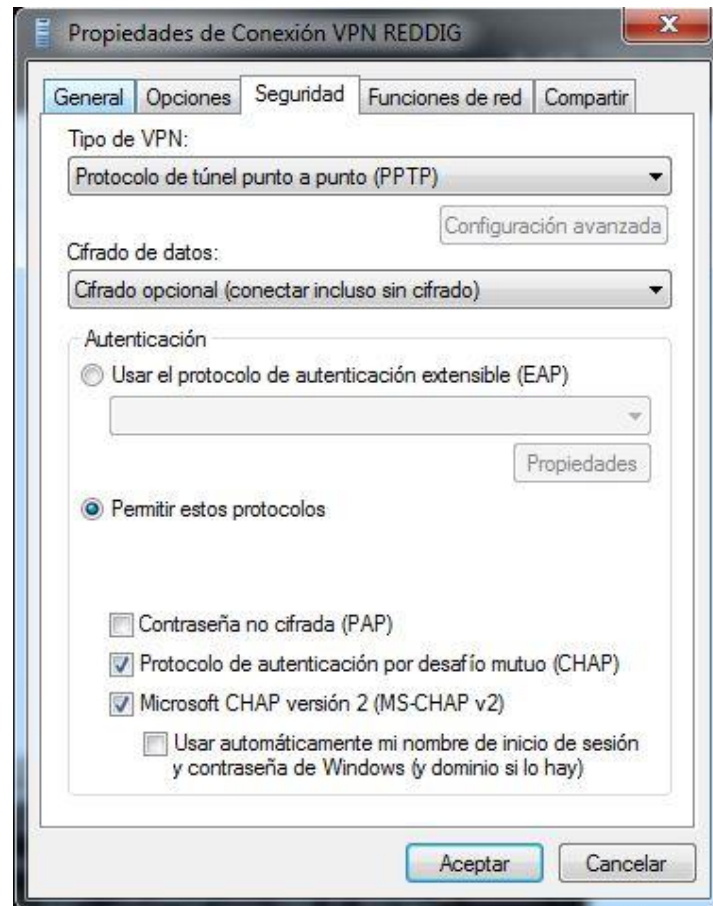 Propiedades de Conexión VPN REDDIG
General Opciones Seguridad Funciones de red Compartir
Tipo de VPN:
Protocolo de túnel punto a punto (PPTP)
Configuración avanzada
Cifrado de datos:
Cifrado opcional (conectar incluso sin cifrado)
Autenticación
Usar el protocolo de autenticación extensible (EAP)
Propiedades
Permitir estos protocolos
Contraseña no cifrada (PAP)
Protocolo de autenticación por desafío mutuo (CHAP)
Microsoft CHAP versión 2 (MS-CHAP v2)
Usar automáticamente mi nombre de inicio de sesión
y contraseña de Windows (y dominio si lo hay)
Aceptar Cancelar